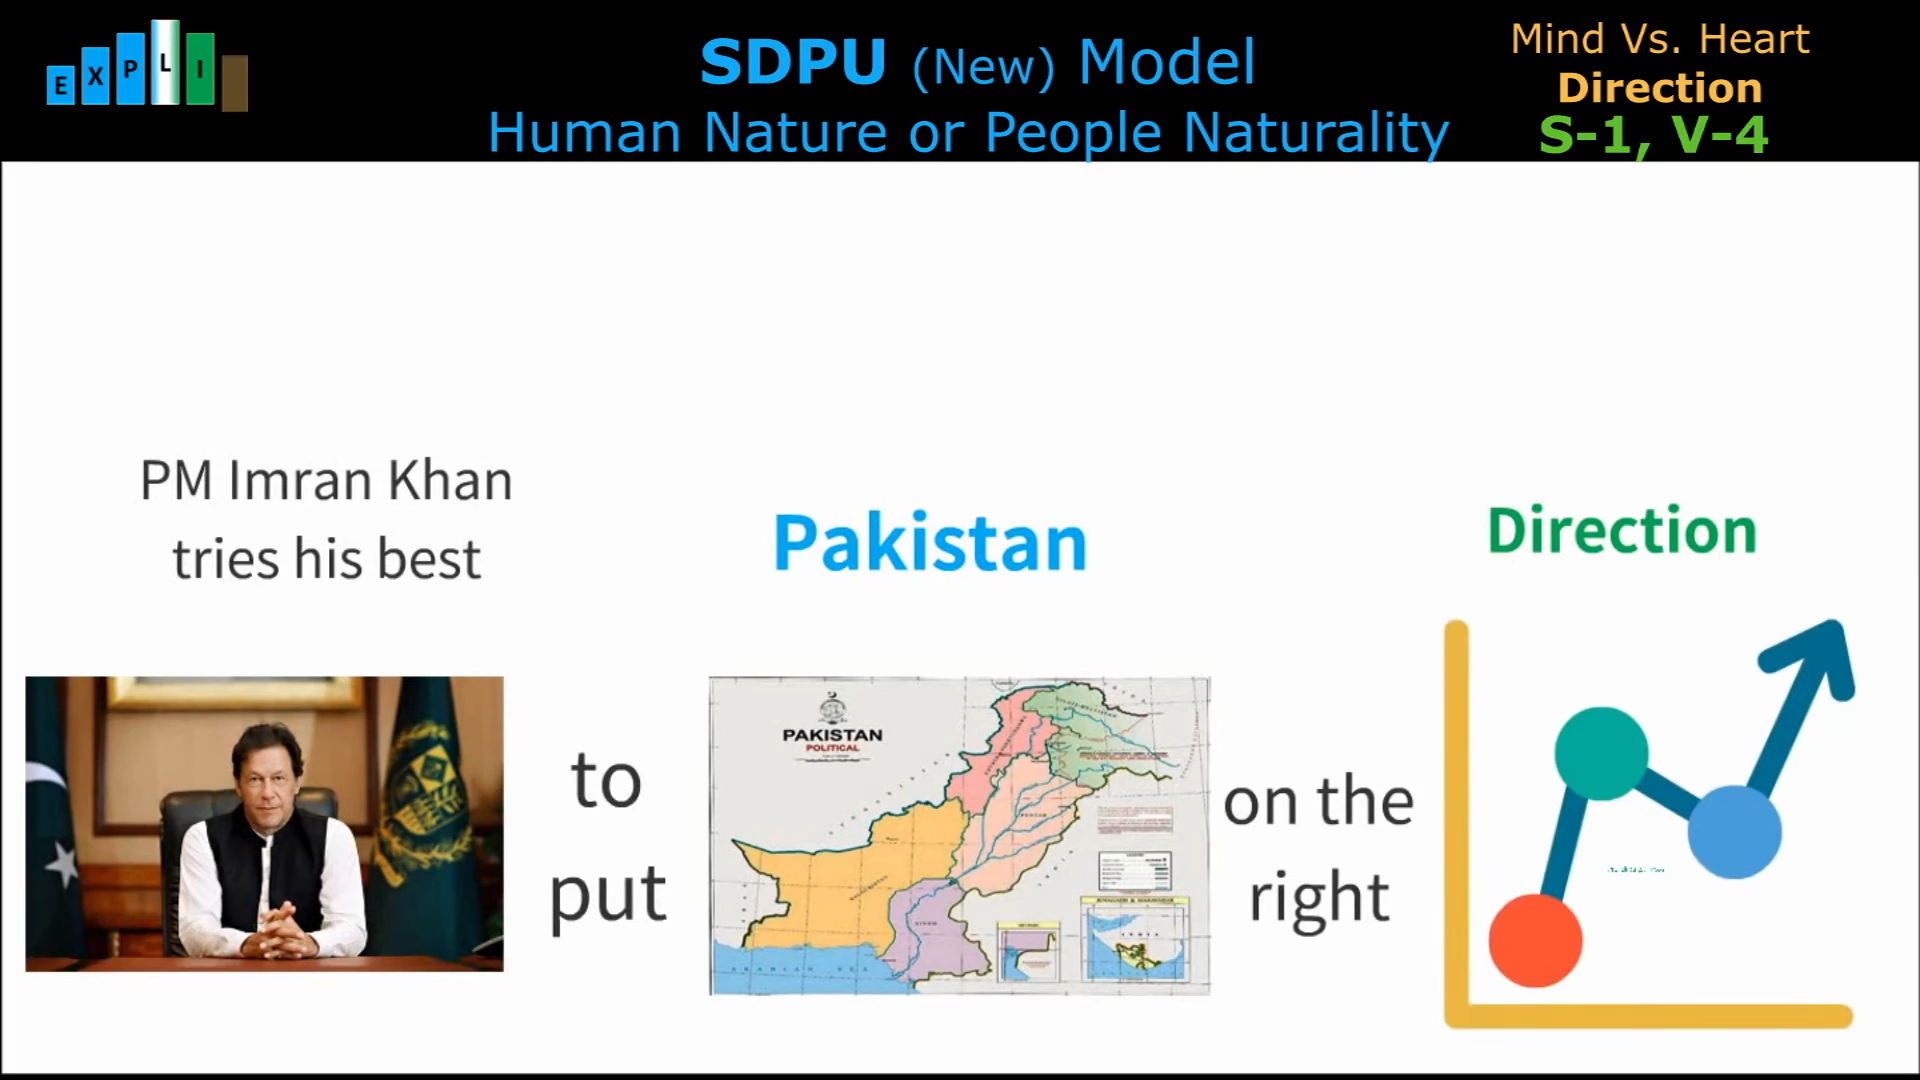 E X P L I
SDPU (New) Model
Human Nature or People Naturality
Mind Vs. Heart
Direction
S-1, V-4
PM Imran Khan
tries his best
to
put
Pakistan
PAKISTAN
POLITICAL
on the
right
Direction